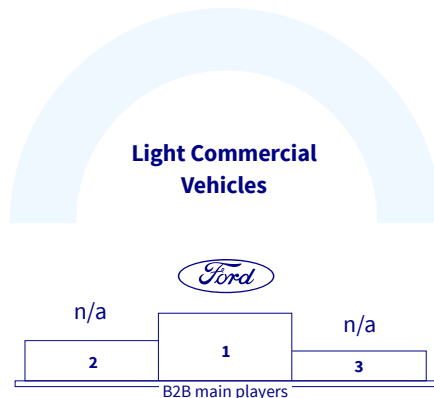 Light Commercial
Vehicles
Ford
n/a
n/a
1
2
3
B2B main players